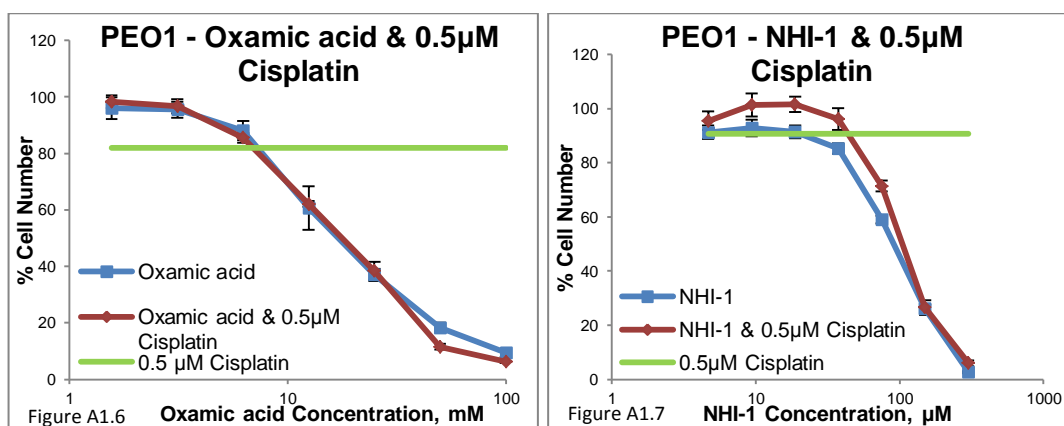 PEO1 - Oxamic acid & 0.5µM
Cisplatin
120
100
80
60
40
20
0
% Cell Number
Oxamic acid
Oxamic acid & 0.5µM
Cisplatin
0.5 µM Cisplatin
1
10
100
Figure A1.6
Oxamic acid Concentration, mM
PEO1 - NHI-1 & 0.5µM
Cisplatin
120
100
80
60
40
20
0
% Cell Number
NHI-1
NHI-1 & 0.5µM Cisplatin
0.5µM Cisplatin
1
10
100
1000
Figure A1.7
NHI-1 Concentration, µM